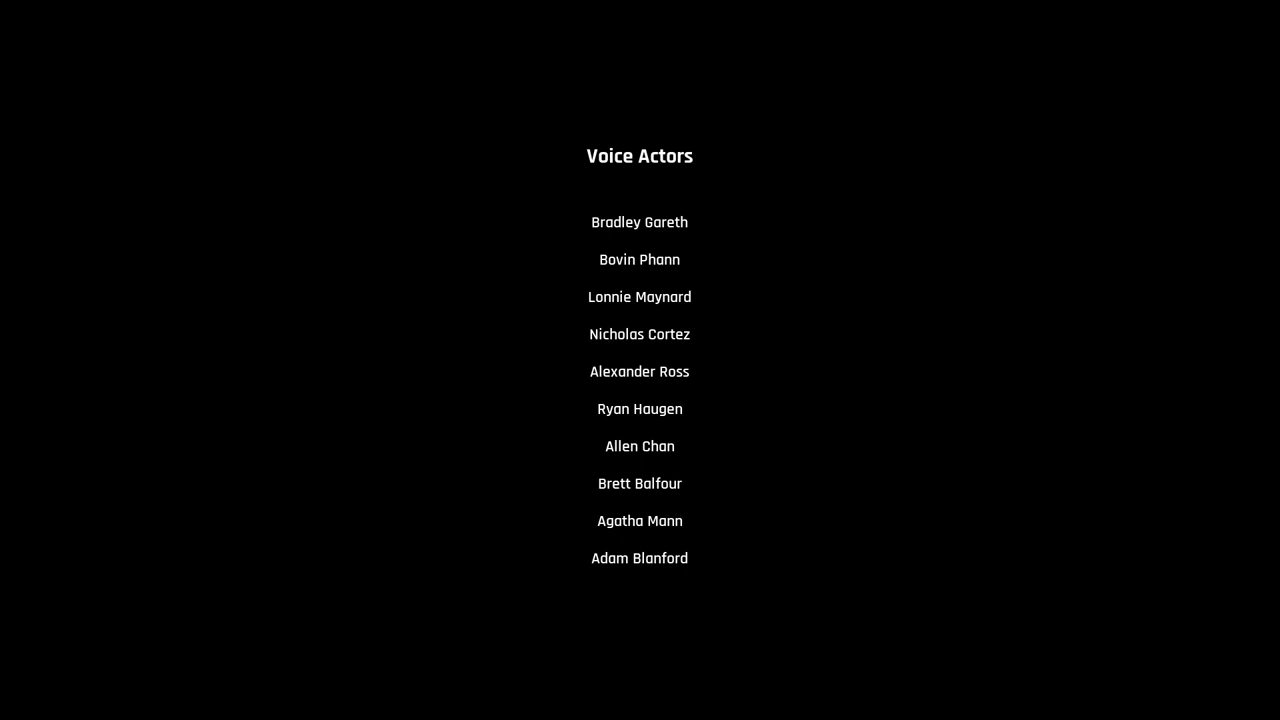 Voice Actors
Bradley Gareth
Bovin Phann
Lonnie Maynard
Nicholas Cortez
Alexander Ross
Ryan Haugen
Allen Chan
Brett Balfour
Agatha Mann
Adam Blanford